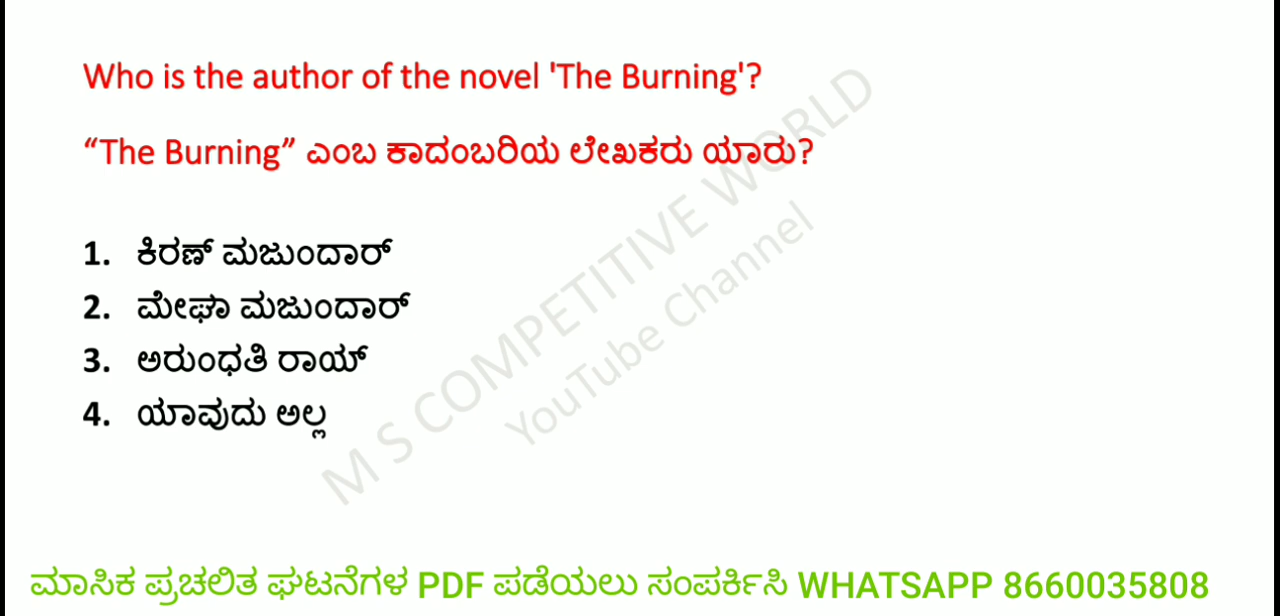 Who is the author of the novel 'The Burning'?
“The Burning” ಎಂಬ ಕಾದಂಬರಿಯ ಲೇಖಕರು ಯಾರು?
1. ಕಿರಣ್ ಮಜುಂದಾರ್
2. ಮೇಘಾ ಮಜುಂದಾರ್
3. ಅರುಂಧತಿ ರಾಯ್
4. ಯಾವುದು ಅಲ್ಲ
M S COMPETITIVE WORLD
YouTube Channel
ಮಾಸಿಕ ಪ್ರಚಲಿತ ಘಟನೆಗಳ PDF ಪಡೆಯಲು ಸಂಪರ್ಕಿಸಿ WHATSAPP 8660035808